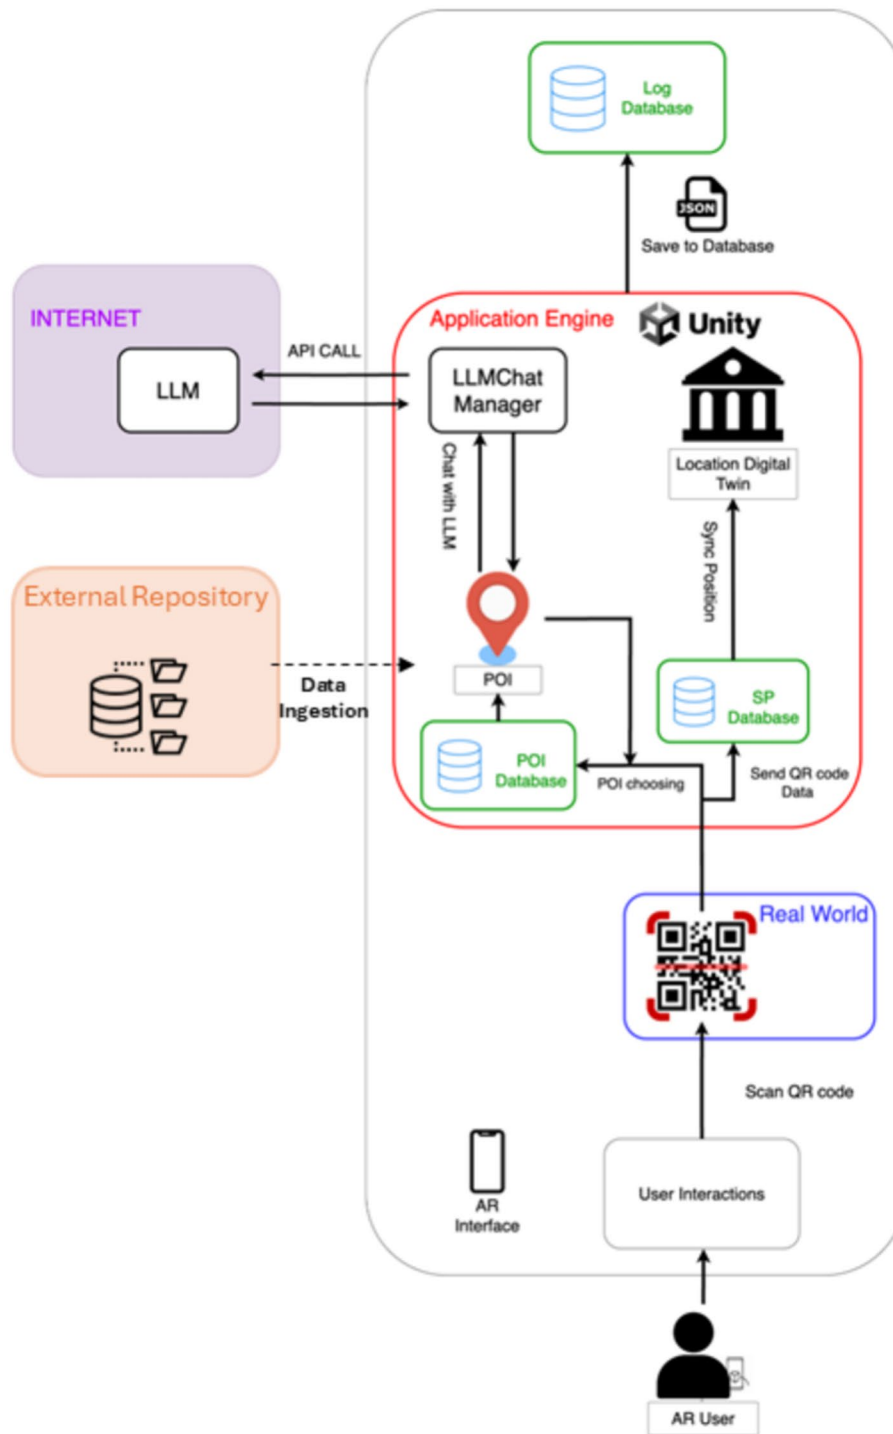 Log
Database
JSON
Save to Database
INTERNET
LLM
API CALL
Application Engine
Unity
LLMChat
Manager
Location Digital
Twin
Chat with LLM
Sync Position
External Repository
Data
Ingestion
POI
SP
Database
POI
Database
POI choosing
Send QR code
Data
Real World
Scan QR code
AR
Interface
User Interactions
AR User